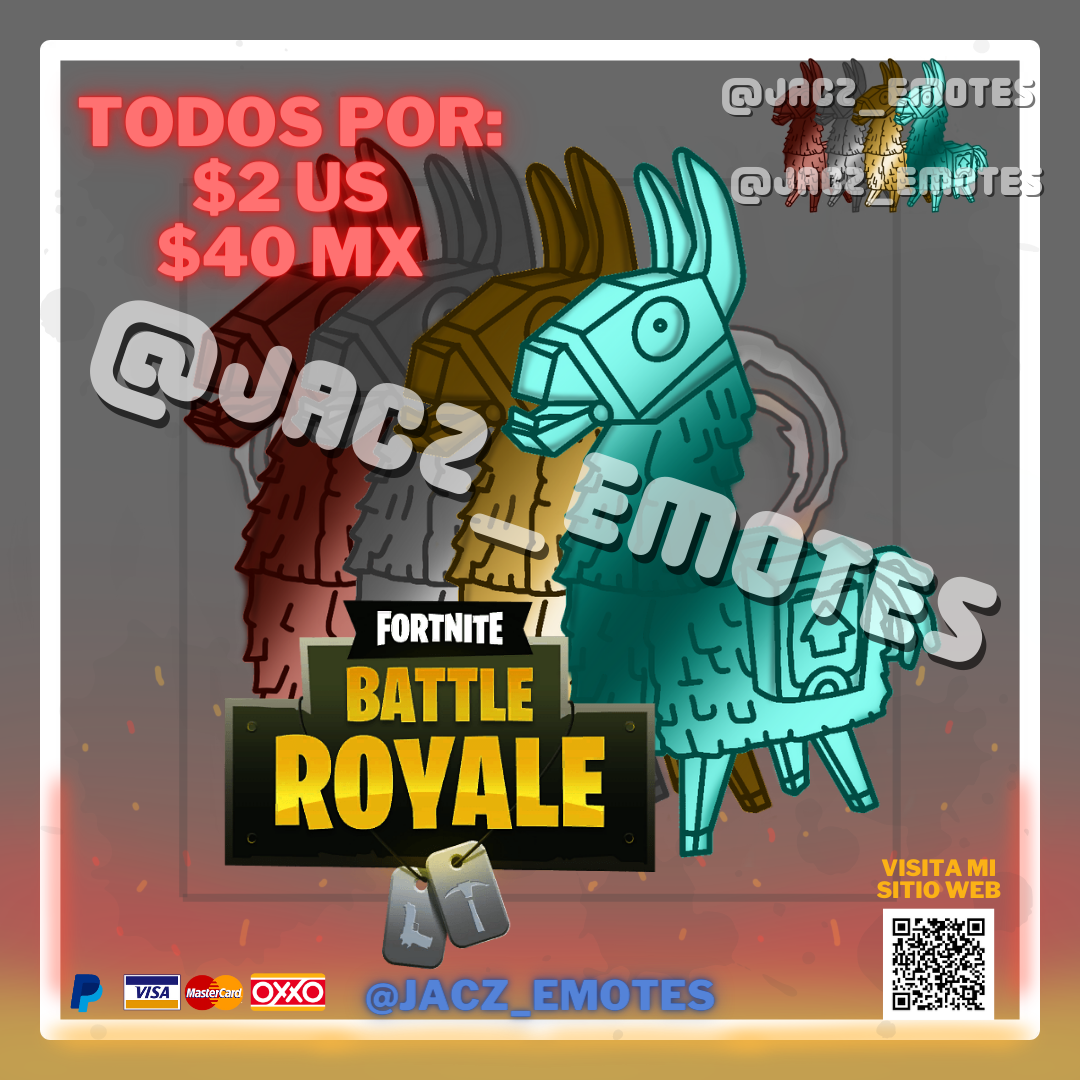 TODOS POR:
$2 US
$40 MX
@JACZ_EMOTES
@JACZ_EMOTES
@JACZ_EMOTES
FORTNITE
BATTLE
ROYALE
VISITA MI
SITIO WEB
VISA
MasterCard
OXXO
@JACZ_EMOTES